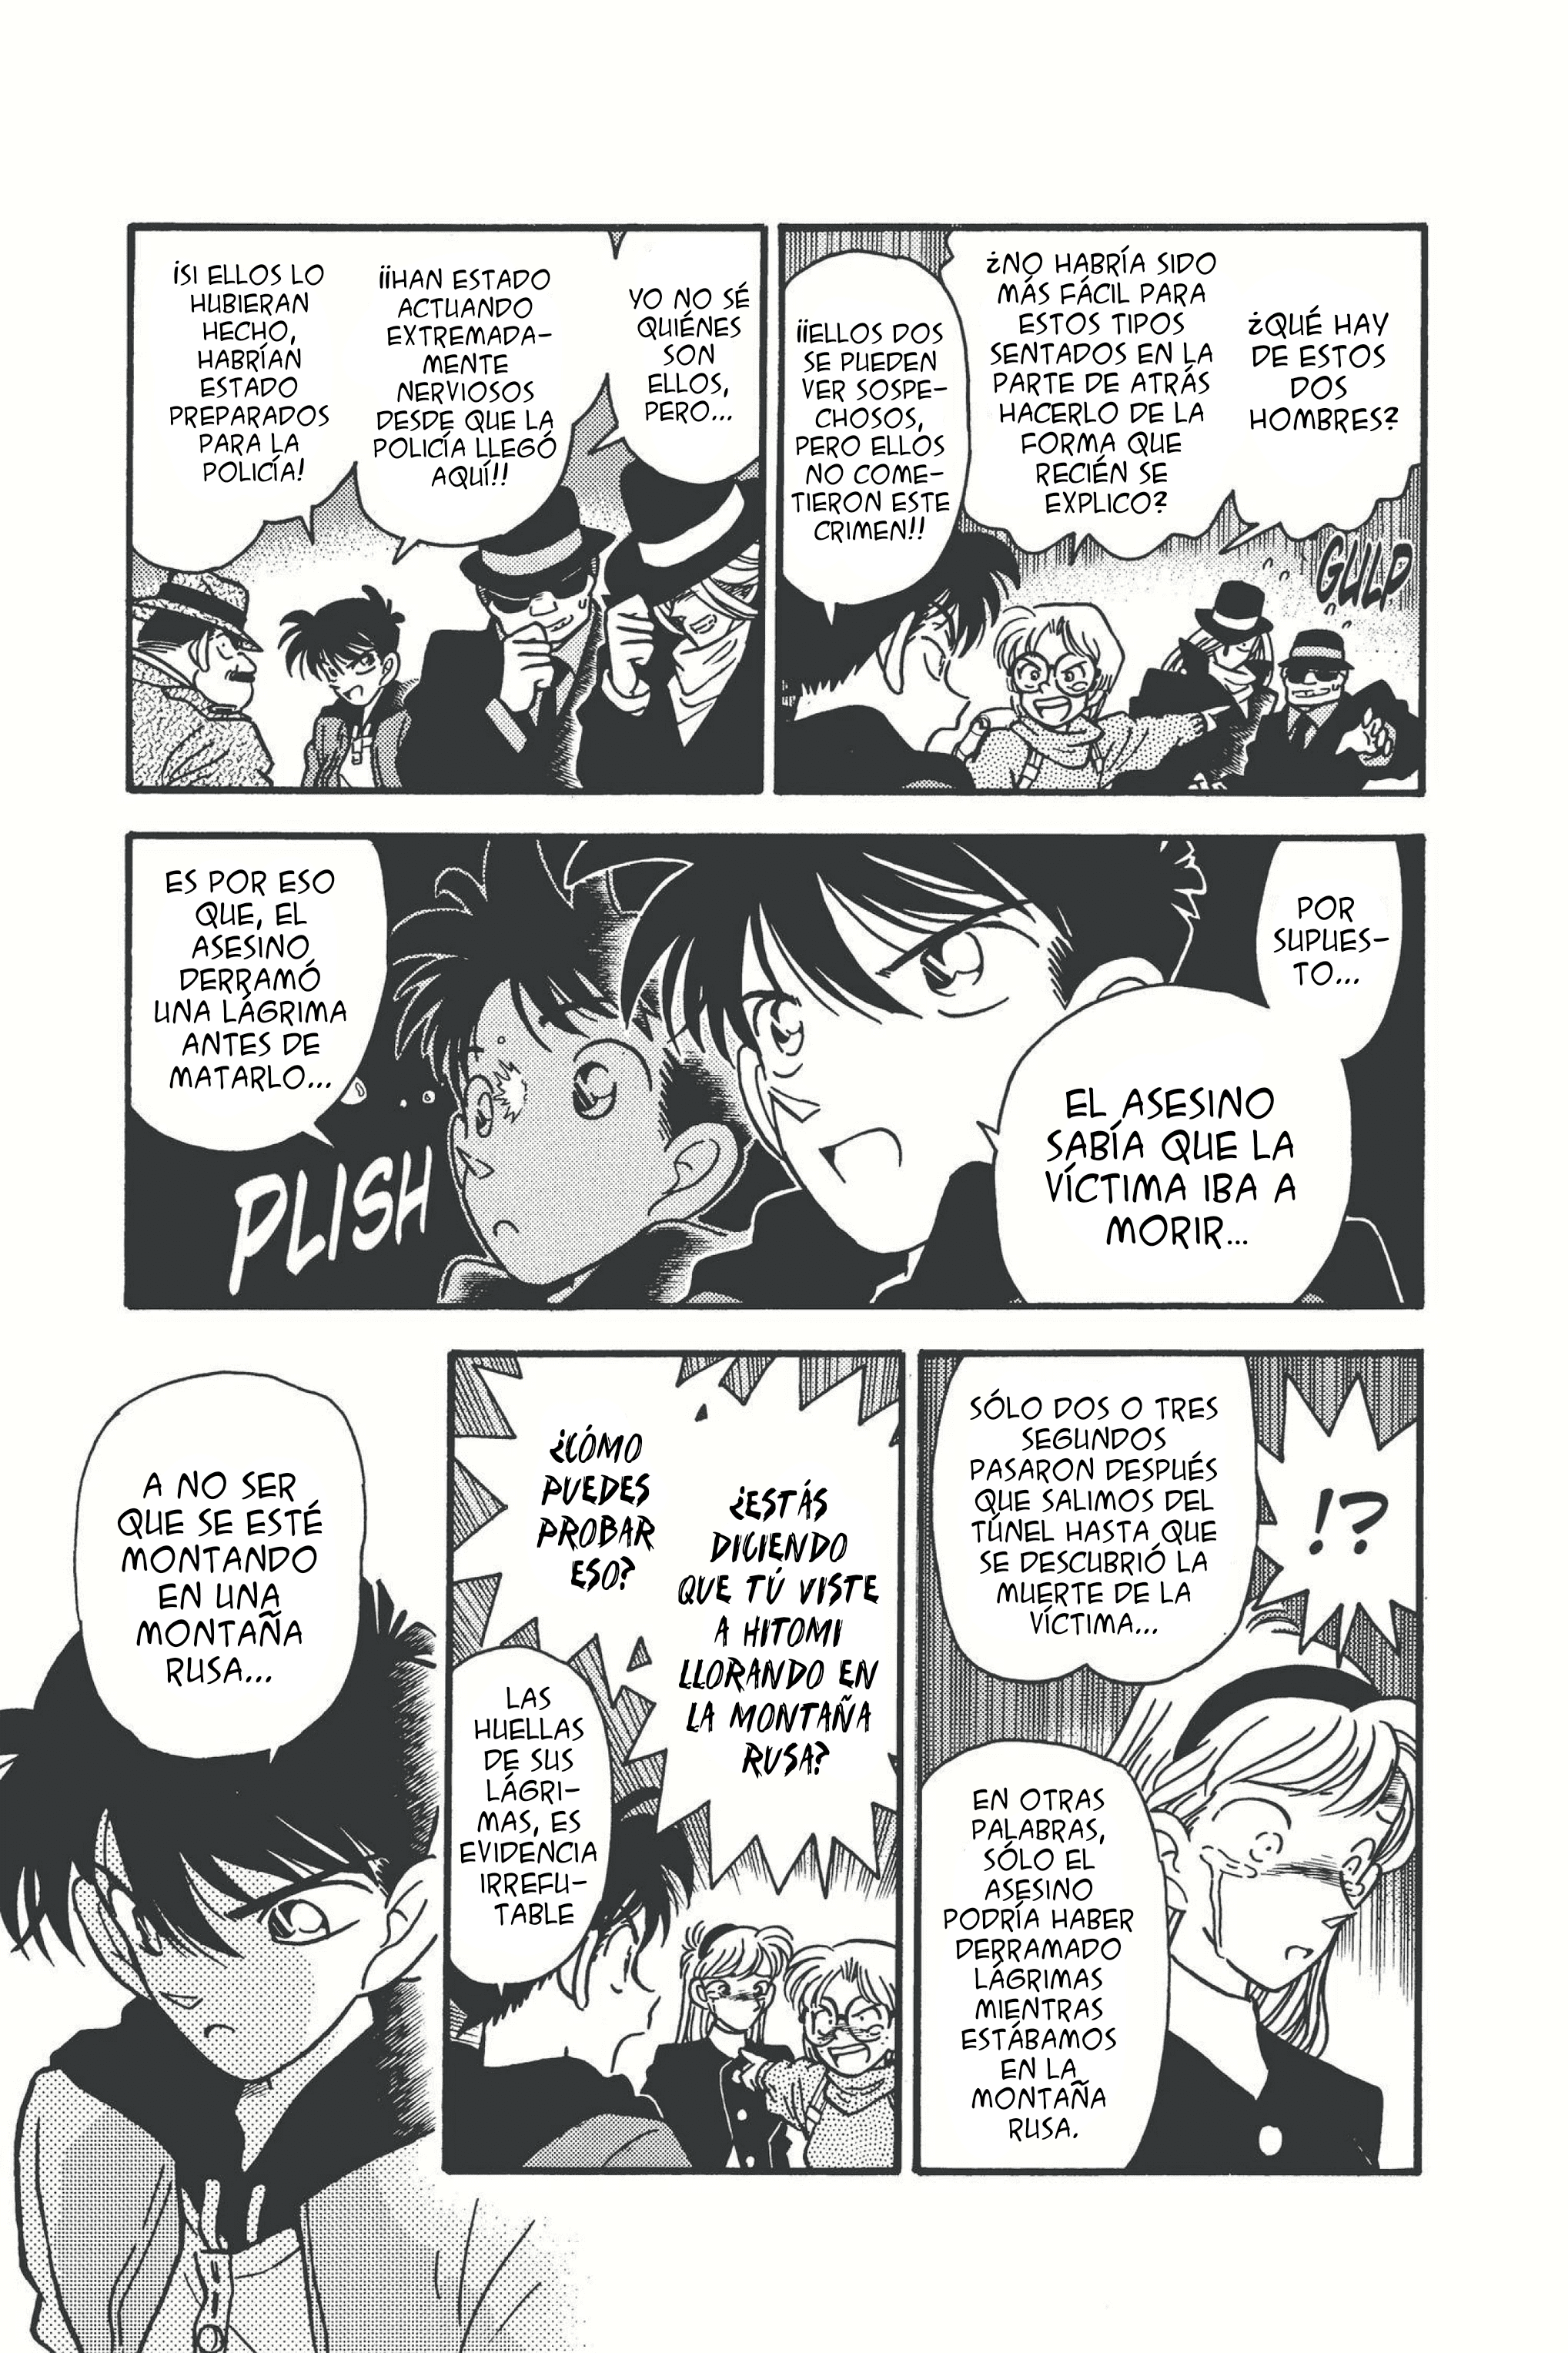 ¿QUÉ HAY
DE ESTOS
DOS
HOMBRES?
¿NO HABRÍA SIDO
MÁS FÁCIL PARA
ESTOS TIPOS
SENTADOS EN LA
PARTE DE ATRÁS
HACERLO DE LA
FORMA QUE
RECIÉN SE
EXPLICO?
GULP
¡¡ELLOS DOS
SE PUEDEN
VER SOSPE-
CHOSOS,
PERO ELLOS
NO COME-
TIERON ESTE
CRIMEN!!
YO NO SÉ
QUIÉNES
SON
ELLOS,
PERO...
¡¡HAN ESTADO
ACTUANDO
EXTREMADA-
MENTE
NERVIOSOS
DESDE QUE LA
POLICÍA LLEGÓ
AQUÍ!!
¡SI ELLOS LO
HUBIERAN
HECHO,
HABRÍAN
ESTADO
PREPARADOS
PARA LA
POLICÍA!
POR
SUPUES-
TO...
EL ASESINO
SABÍA QUE LA
VÍCTIMA IBA A
MORIR...
ES POR ESO
QUE, EL
ASESINO
DERRAMÓ
UNA LÁGRIMA
ANTES DE
MATARLO...
PLISH
!?
SÓLO DOS O TRES
SEGUNDOS
PASARON DESPUÉS
QUE SALIMOS DEL
TÚNEL HASTA QUE
SE DESCUBRIÓ LA
MUERTE DE LA
VÍCTIMA...
EN OTRAS
PALABRAS,
SÓLO EL
ASESINO
PODRÍA HABER
DERRAMADO
LÁGRIMAS
MIENTRAS
ESTÁBAMOS
EN LA
MONTAÑA
RUSA.
¿ESTÁS
DICIENDO
QUE TÚ VISTE
A HITOMI
LLORANDO EN
LA MONTAÑA
RUSA?
¿CÓMO
PUEDES
PROBAR
ESO?
LAS
HUELLAS
DE SUS
LÁGRI-
MAS, ES
EVIDENCIA
IRREFU-
TABLE
A NO SER
QUE SE ESTÉ
MONTANDO
EN UNA
MONTAÑA
RUSA...